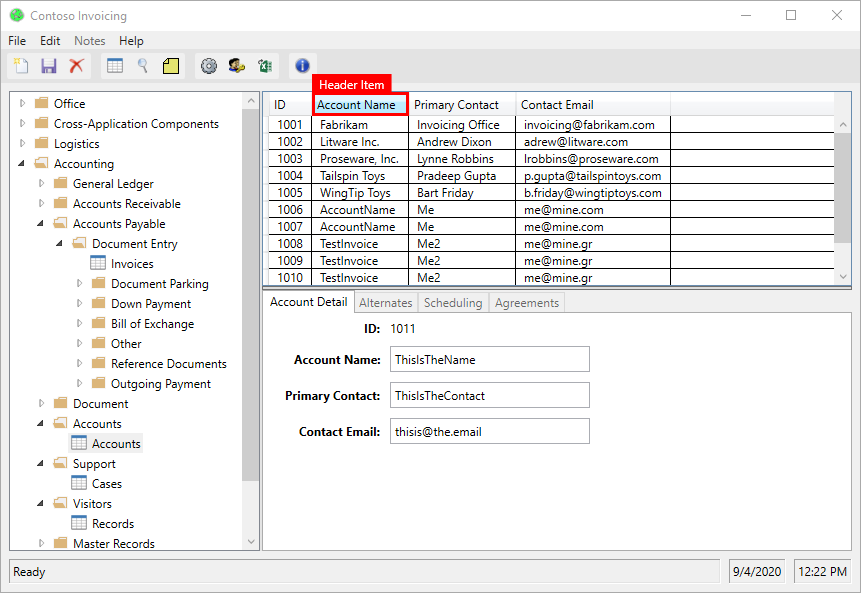 Contoso Invoicing
File Edit Notes Help
Header Item
ID Account Name Primary Contact Contact Email
1001 Fabrikam Invoicing Office invoicing@fabrikam.com
1002 Litware Inc. Andrew Dixon adrew@litware.com
1003 Proseware, Inc. Lynne Robbins lrobbins@proseware.com
1004 Tailspin Toys Pradeep Gupta p.gupta@tailspintoys.com
1005 WingTip Toys Bart Friday b.friday@wingtiptoys.com
1006 AccountName Me me@mine.com
1007 AccountName Me me@mine.com
1008 TestInvoice Me2 me@mine.gr
1009 TestInvoice Me2 me@mine.gr
1010 TestInvoice Me2 me@mine.gr
Office
Cross-Application Components
Logistics
Accounting
General Ledger
Accounts Receivable
Accounts Payable
Document Entry
Invoices
Document Parking
Down Payment
Bill of Exchange
Other
Reference Documents
Outgoing Payment
Document
Accounts
Accounts
Support
Cases
Visitors
Records
Master Records
Account Detail Alternates Scheduling Agreements
ID: 1011
Account Name: ThisIsTheName
Primary Contact: ThisIsTheContact
Contact Email: thisis@the.email
Ready 9/4/2020 12:22 PM